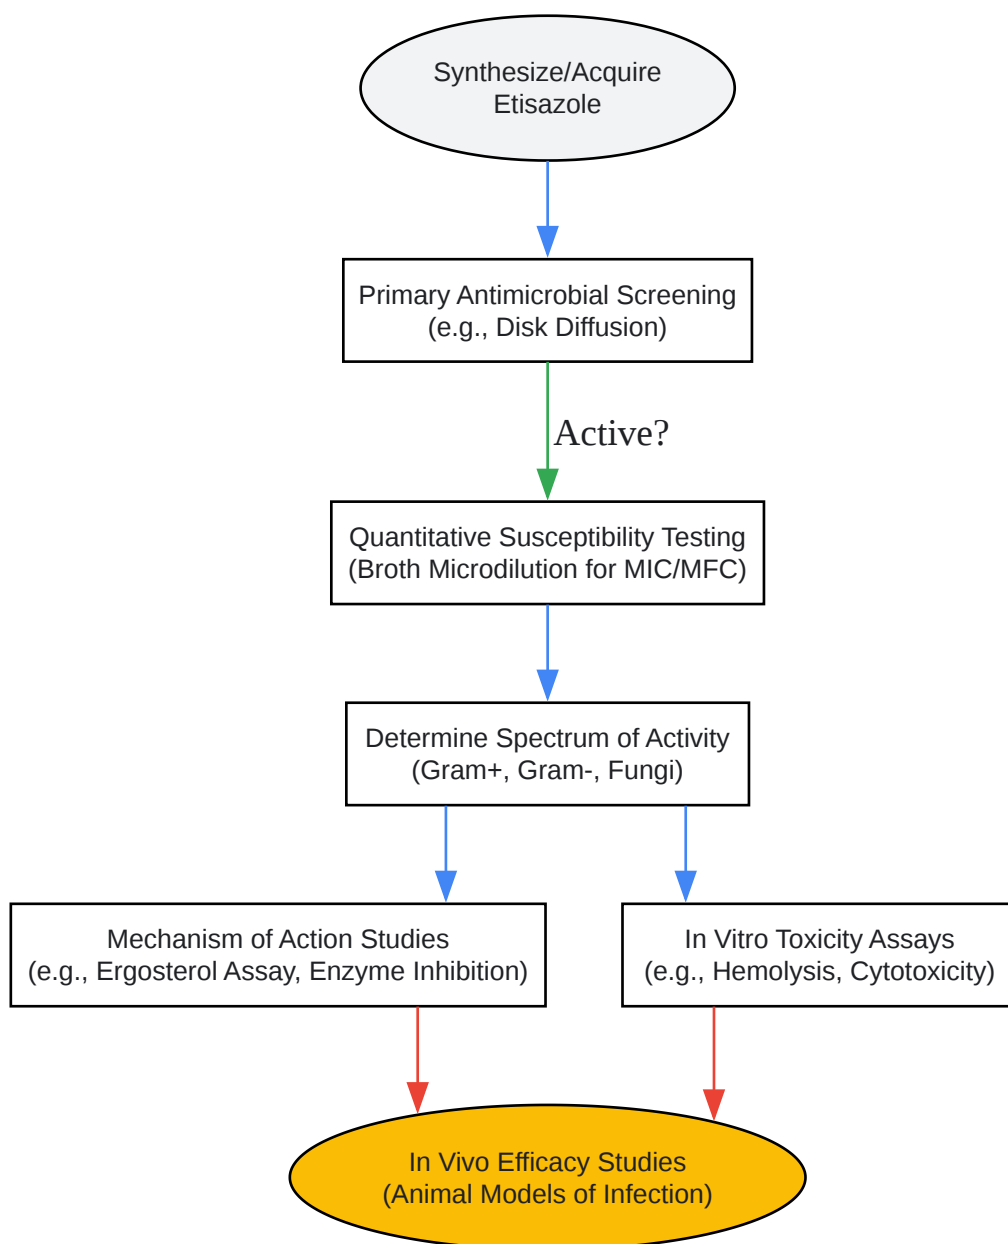 Synthesize/Acquire
Etisazole
Primary Antimicrobial Screening
(e.g., Disk Diffusion)
Active?
Quantitative Susceptibility Testing
(Broth Microdilution for MIC/MFC)
Determine Spectrum of Activity
(Gram+, Gram-, Fungi)
Mechanism of Action Studies
(e.g., Ergosterol Assay, Enzyme Inhibition)
In Vitro Toxicity Assays
(e.g., Hemolysis, Cytotoxicity)
In Vivo Efficacy Studies
(Animal Models of Infection)